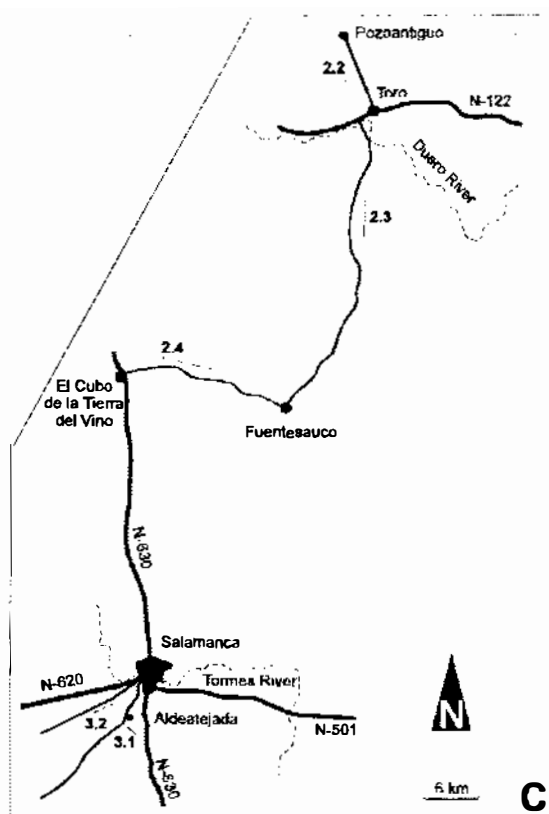 Pozoantiguo
2.2
Toro
N-122
Duero River
2.3
2.4
El Cubo
de la Tierra
del Vino
Fuentesauco
N-630
Salamanca
N-620
Tormes River
3.2
Aldeatejada
3.1
N-501
N-630
N
6 km
C